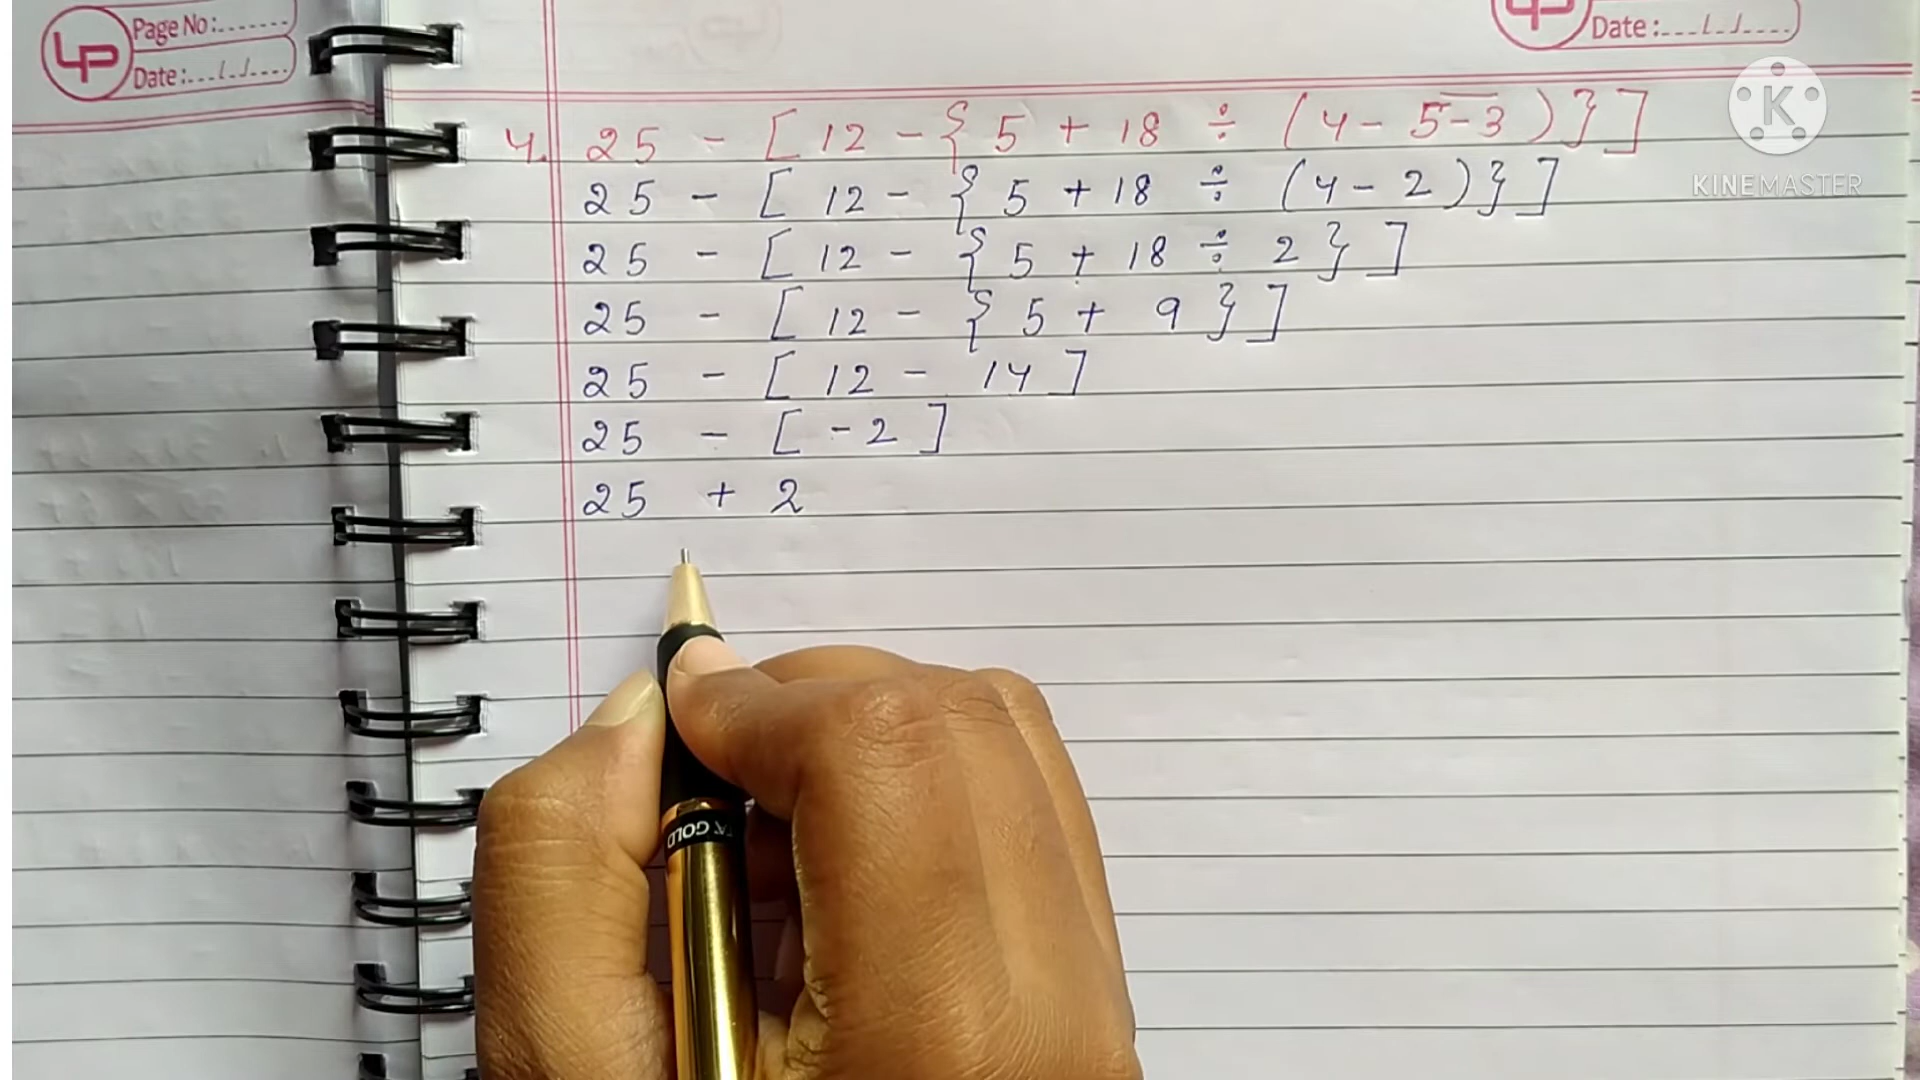 Page No:.......
Date:...../.../....
Date:...../.../....
K
KINEMASTER
4. 25 - [ 12 - { 5 + 18 ÷ ( 4 - 5̅ ̅-̅ ̅3̅ ) } ]
25 - [ 12 - { 5 + 18 ÷ ( 4 - 2 ) } ]
25 - [ 12 - { 5 + 18 ÷ 2 } ]
25 - [ 12 - { 5 + 9 } ]
25 - [ 12 - 14 ]
25 - [ -2 ]
25 + 2
GOLD